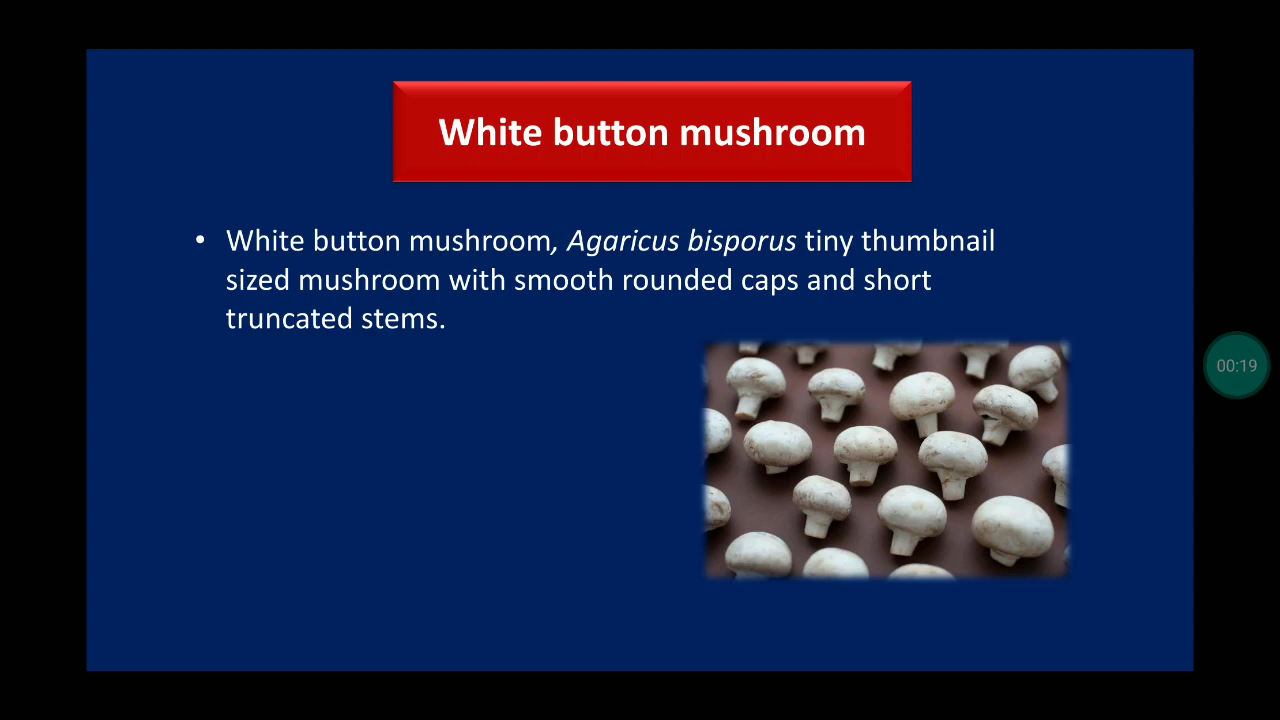 White button mushroom
• White button mushroom, Agaricus bisporus tiny thumbnail
sized mushroom with smooth rounded caps and short
truncated stems.
00:19